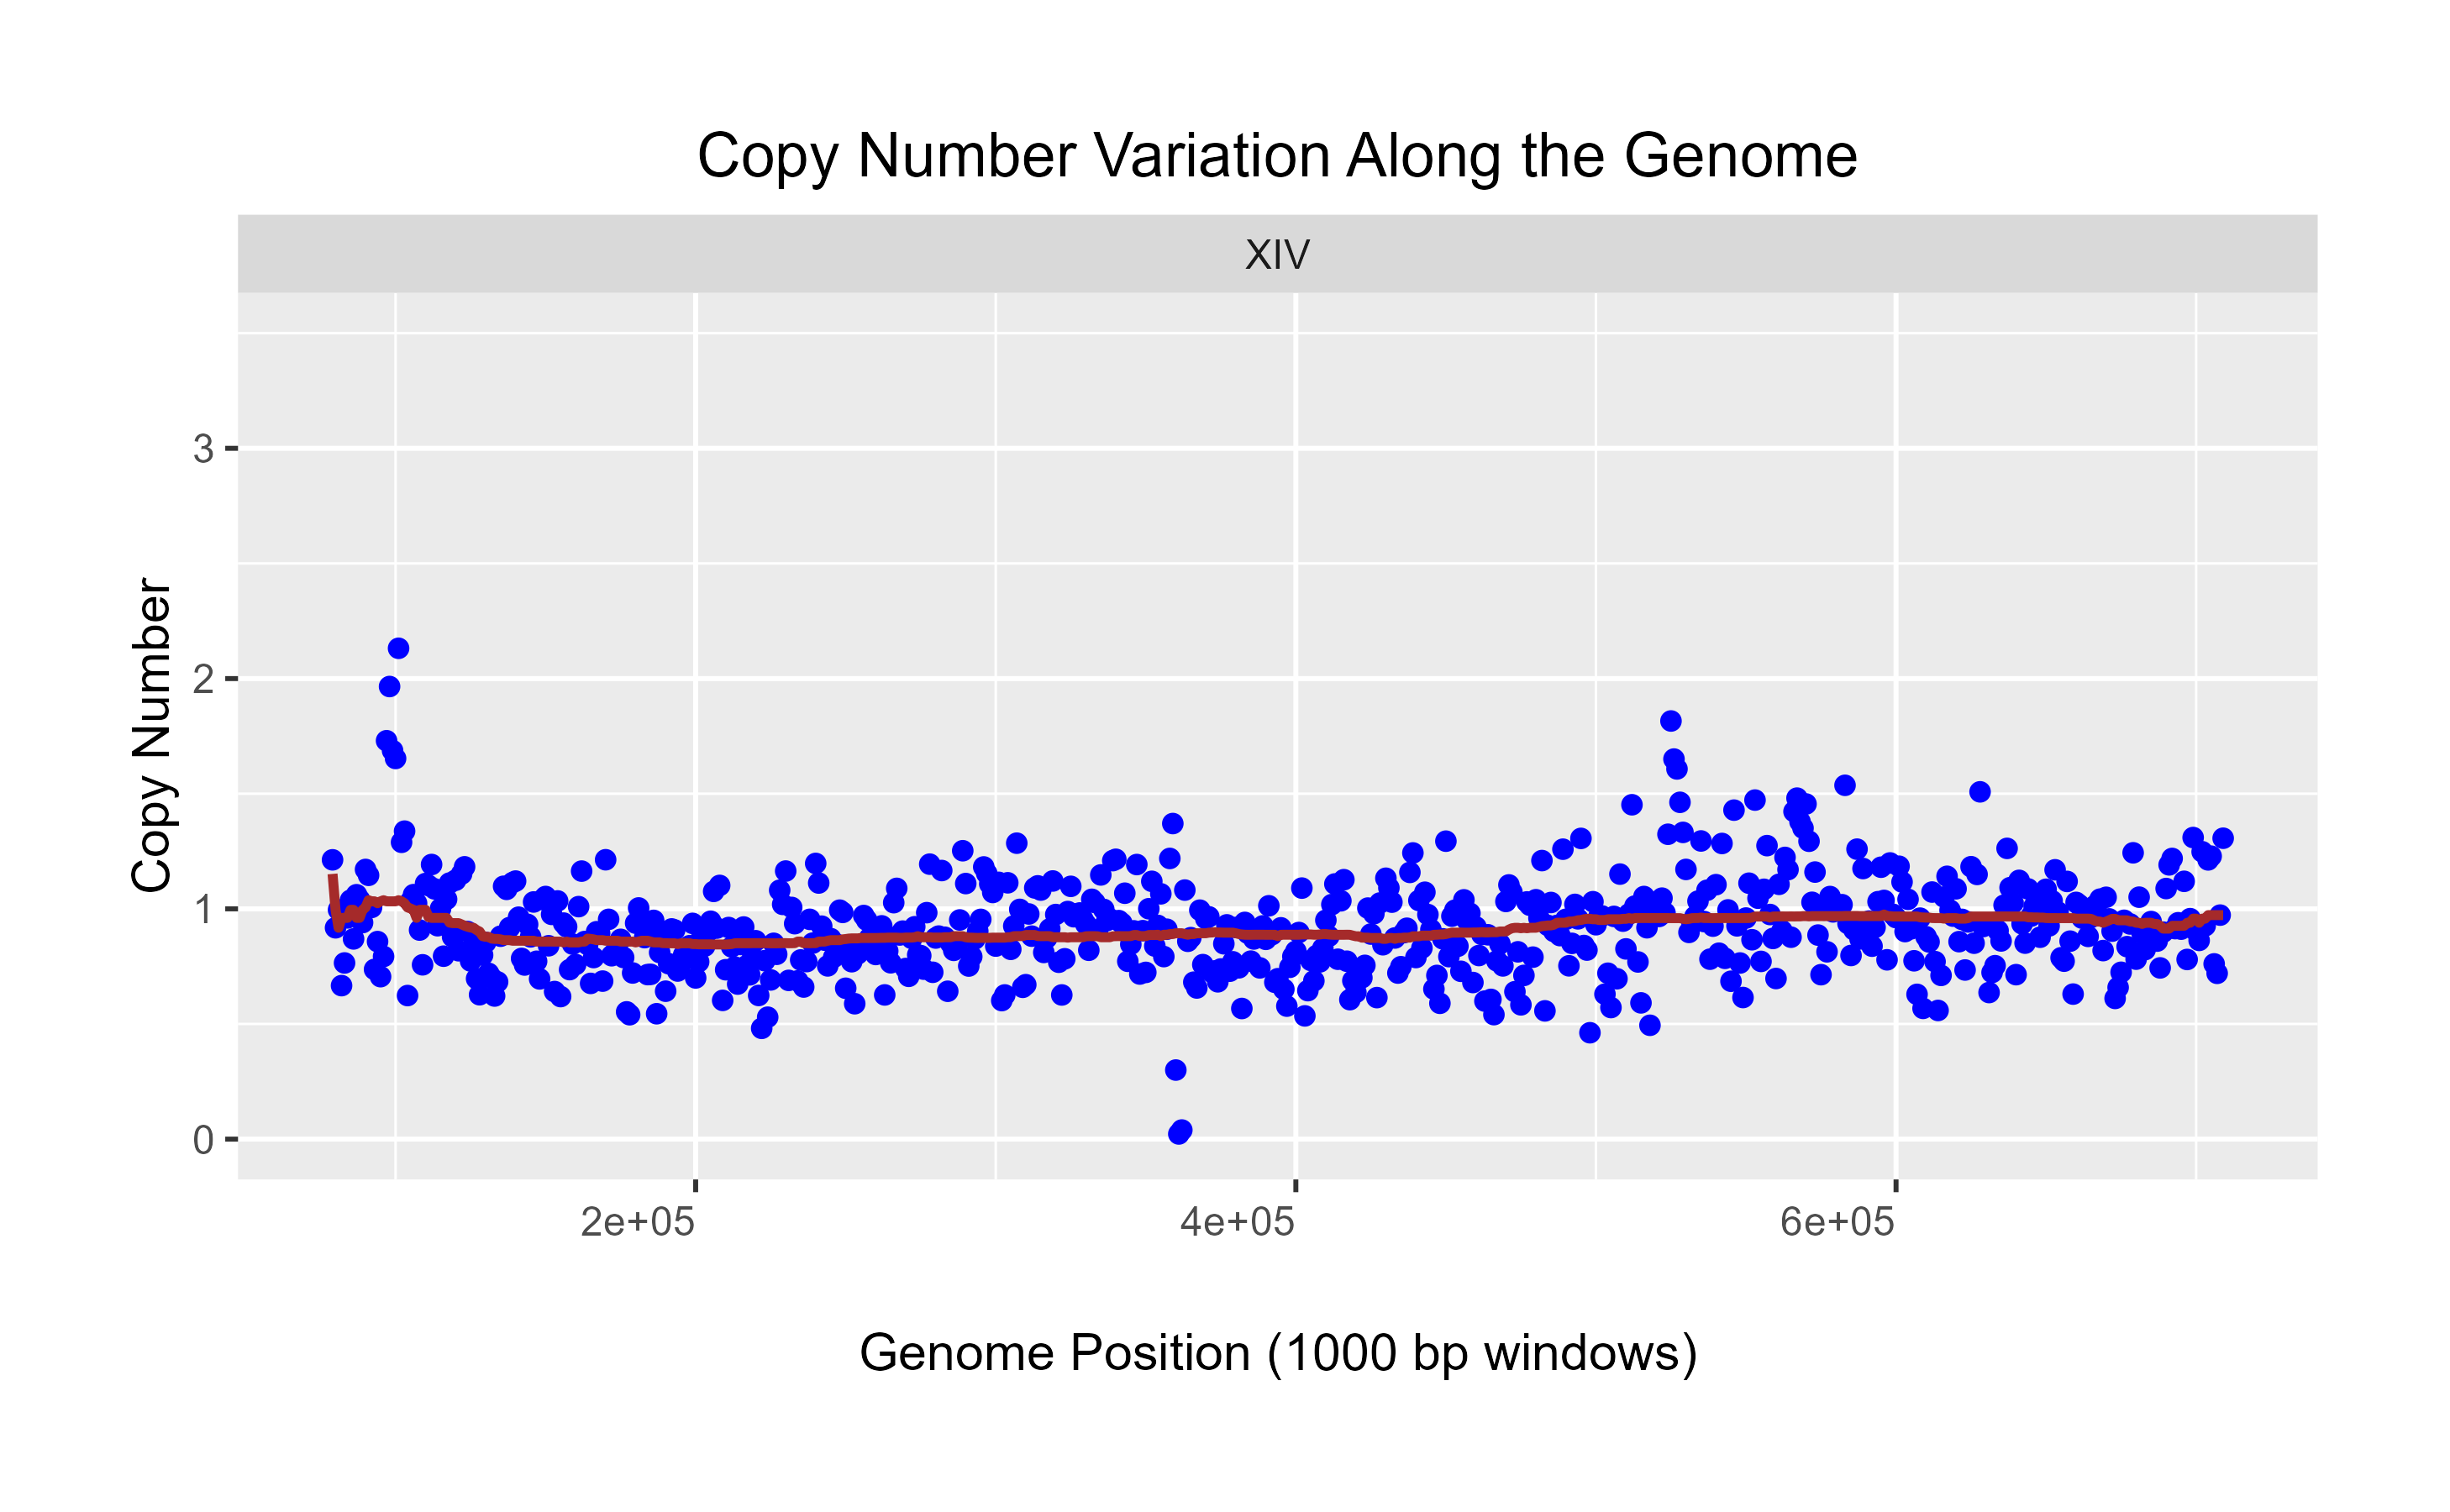 Copy Number Variation Along the Genome
XIV
Copy Number
3
2
1
0
2e+05
4e+05
6e+05
Genome Position (1000 bp windows)